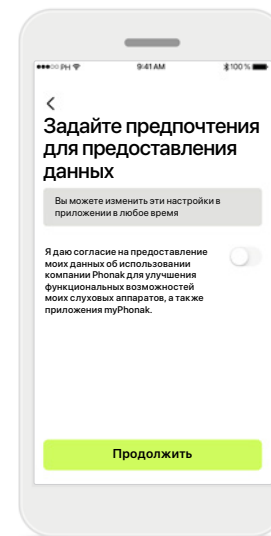 PH 9:41 AM 100 %
Задайте предпочтения
для предоставления
данных
Вы можете изменить эти настройки в
приложении в любое время
Я даю согласие на предоставление
моих данных об использовании
компании Phonak для улучшения
функциональных возможностей
моих слуховых аппаратов, а также
приложения myPhonak.
Продолжить